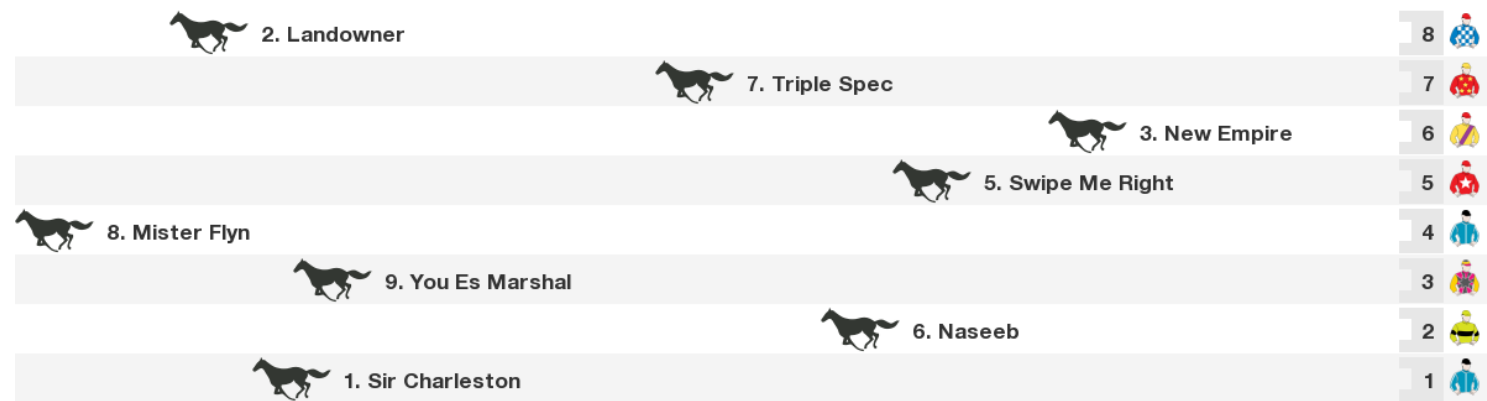 2. Landowner 8
7. Triple Spec 7
3. New Empire 6
5. Swipe Me Right 5
8. Mister Flyn 4
9. You Es Marshal 3
6. Naseeb 2
1. Sir Charleston 1